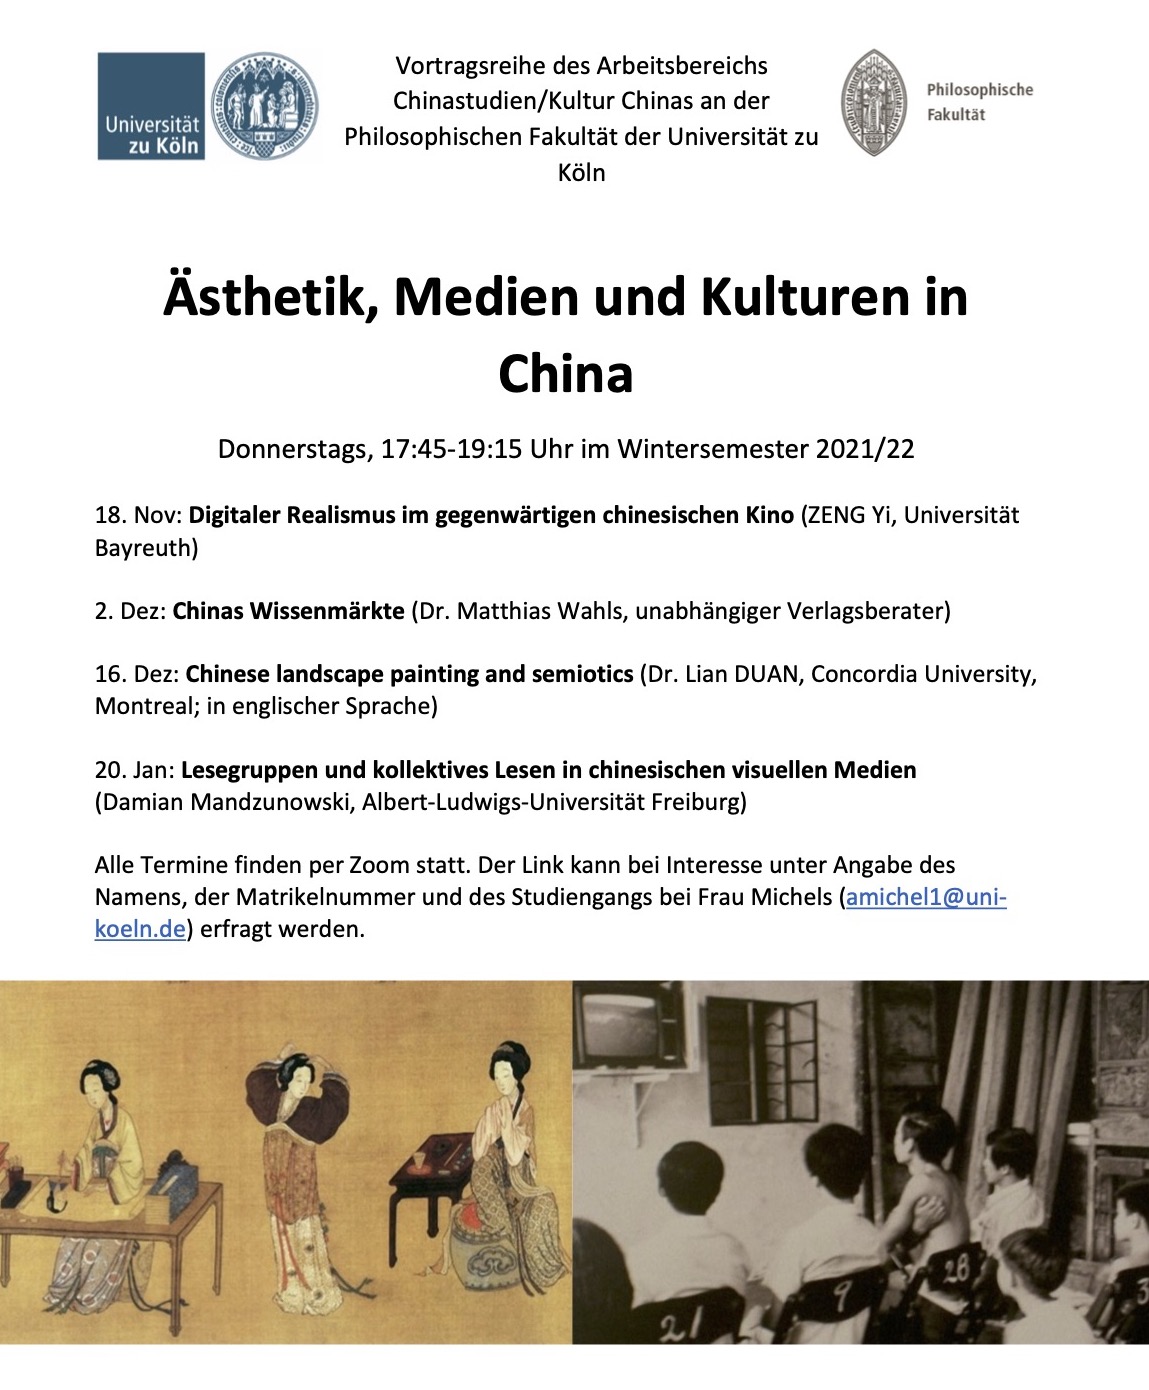 Universität
zu Köln
Vortragsreihe des Arbeitsbereichs
Chinastudien/Kultur Chinas an der
Philosophischen Fakultät der Universität zu
Köln
Philosophische
Fakultät
Ästhetik, Medien und Kulturen in
China
Donnerstags, 17:45-19:15 Uhr im Wintersemester 2021/22
18. Nov: Digitaler Realismus im gegenwärtigen chinesischen Kino (ZENG Yi, Universität
Bayreuth)
2. Dez: Chinas Wissenmärkte (Dr. Matthias Wahls, unabhängiger Verlagsberater)
16. Dez: Chinese landscape painting and semiotics (Dr. Lian DUAN, Concordia University,
Montreal; in englischer Sprache)
20. Jan: Lesegruppen und kollektives Lesen in chinesischen visuellen Medien
(Damian Mandzunowski, Albert-Ludwigs-Universität Freiburg)
Alle Termine finden per Zoom statt. Der Link kann bei Interesse unter Angabe des
Namens, der Matrikelnummer und des Studiengangs bei Frau Michels (amichel1@uni-
koeln.de) erfragt werden.
21
9
28
3